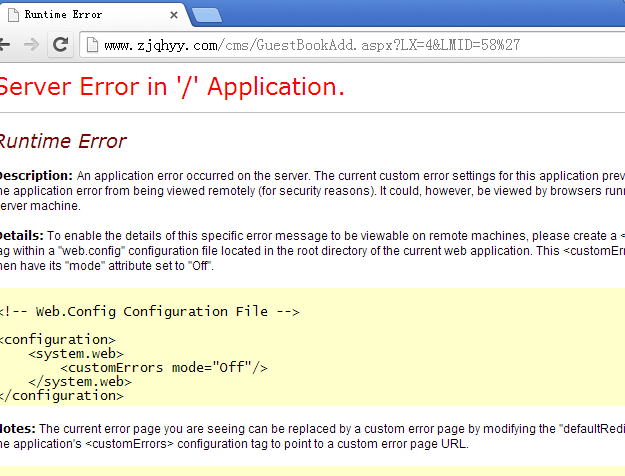 Runtime Error
www.zjqhyy.com/cms/GuestBookAdd.aspx?LX=4&LMID=58%27
Server Error in '/' Application.
Runtime Error
Description: An application error occurred on the server. The current custom error settings for this application prev
he application error from being viewed remotely (for security reasons). It could, however, be viewed by browsers run
erver machine.
Details: To enable the details of this specific error message to be viewable on remote machines, please create a <
ag within a "web.config" configuration file located in the root directory of the current web application. This <customErr
hen have its "mode" attribute set to "Off".
<!-- Web.Config Configuration File -->
<configuration>
<system.web>
<customErrors mode="Off"/>
</system.web>
</configuration>
Notes: The current error page you are seeing can be replaced by a custom error page by modifying the "defaultRedi
he application's <customErrors> configuration tag to point to a custom error page URL.